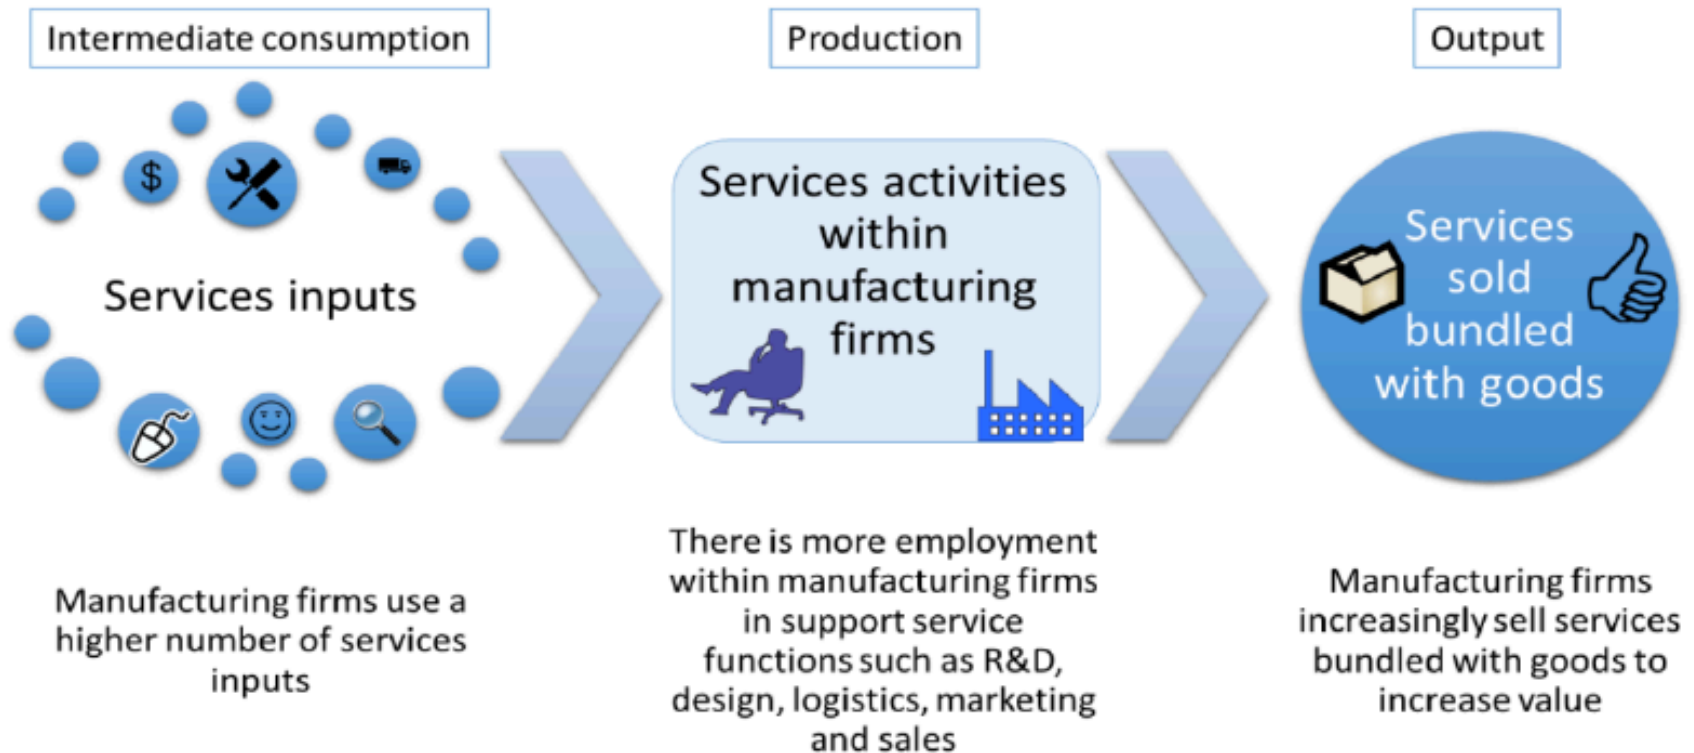 Intermediate consumption
Production
Output
$
Services inputs
Services activities
within
manufacturing
firms
Services
sold
bundled
with goods
Manufacturing firms use a
higher number of services
inputs
There is more employment
within manufacturing firms
in support service
functions such as R&D,
design, logistics, marketing
and sales
Manufacturing firms
increasingly sell services
bundled with goods to
increase value